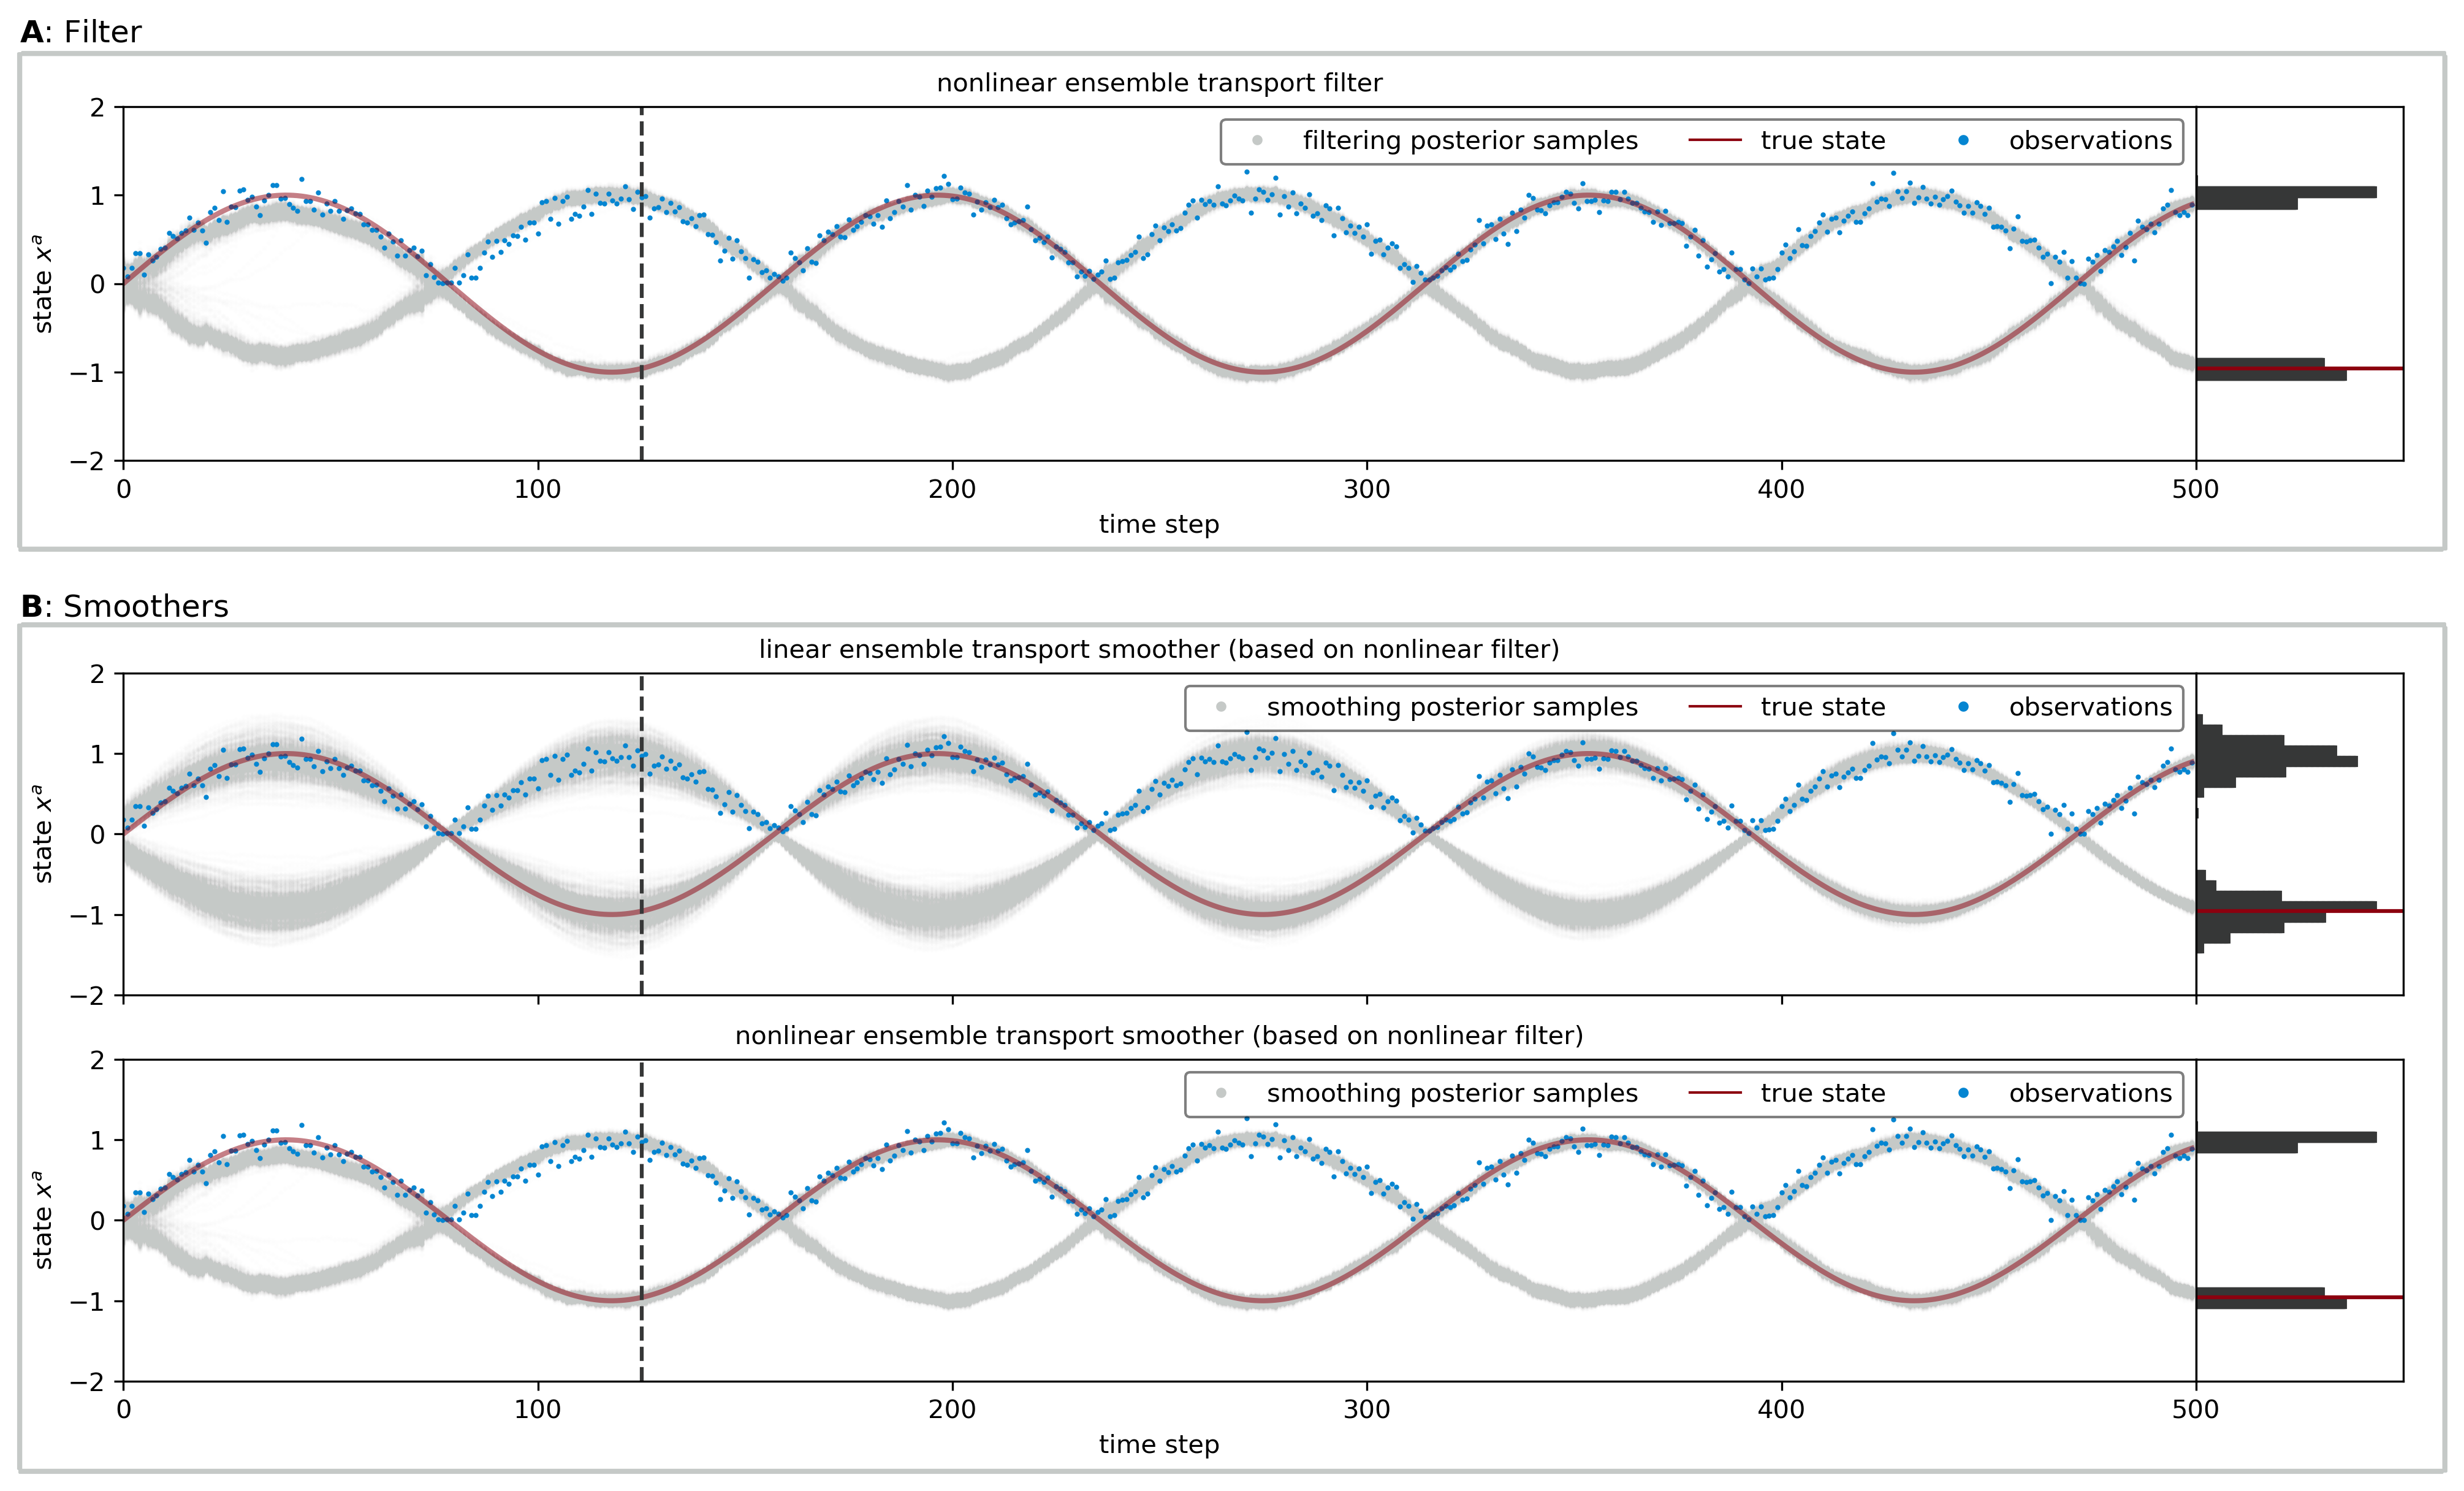 A: Filter
nonlinear ensemble transport filter
filtering posterior samples true state observations
2
1
0
−1
−2
state xᵃ
0 100 200 300 400 500
time step
B: Smoothers
linear ensemble transport smoother (based on nonlinear filter)
smoothing posterior samples true state observations
2
1
0
−1
−2
state xᵃ
nonlinear ensemble transport smoother (based on nonlinear filter)
smoothing posterior samples true state observations
2
1
0
−1
−2
state xᵃ
0 100 200 300 400 500
time step